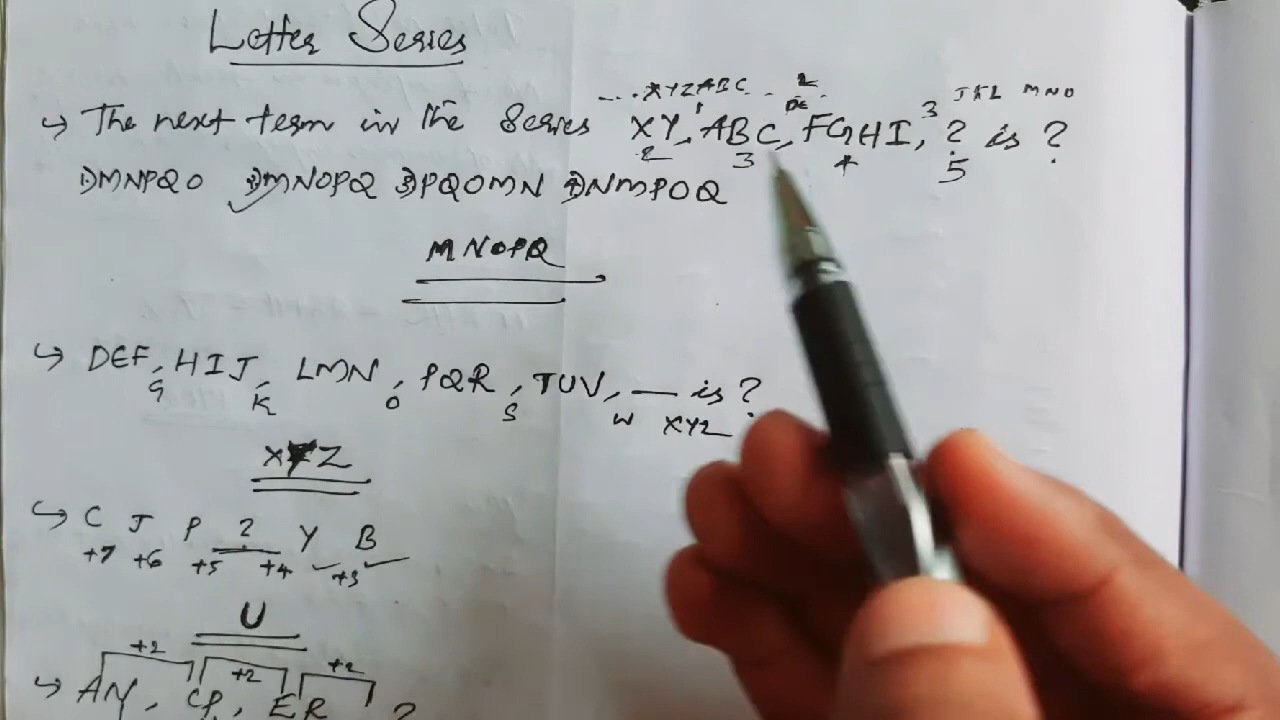 Letter Series
... XYZABC .. 2 .. JKL MNO
→ The next term in the Series XY, ABC, FGHI, ? is ?
1 DE 3
2 3 4 5
1) MNPQO 2) MNOPQ 3) PQOMN 4) NMPOQ
MNOPQ
→ DEF, HIJ, LMN, PQR, TUV, — is ?
G K O S W XYZ
XYZ
→ C J P ? Y B
+7 +6 +5 +4 +3
U
+2 +2 +2
→ AN, CP, ER ?